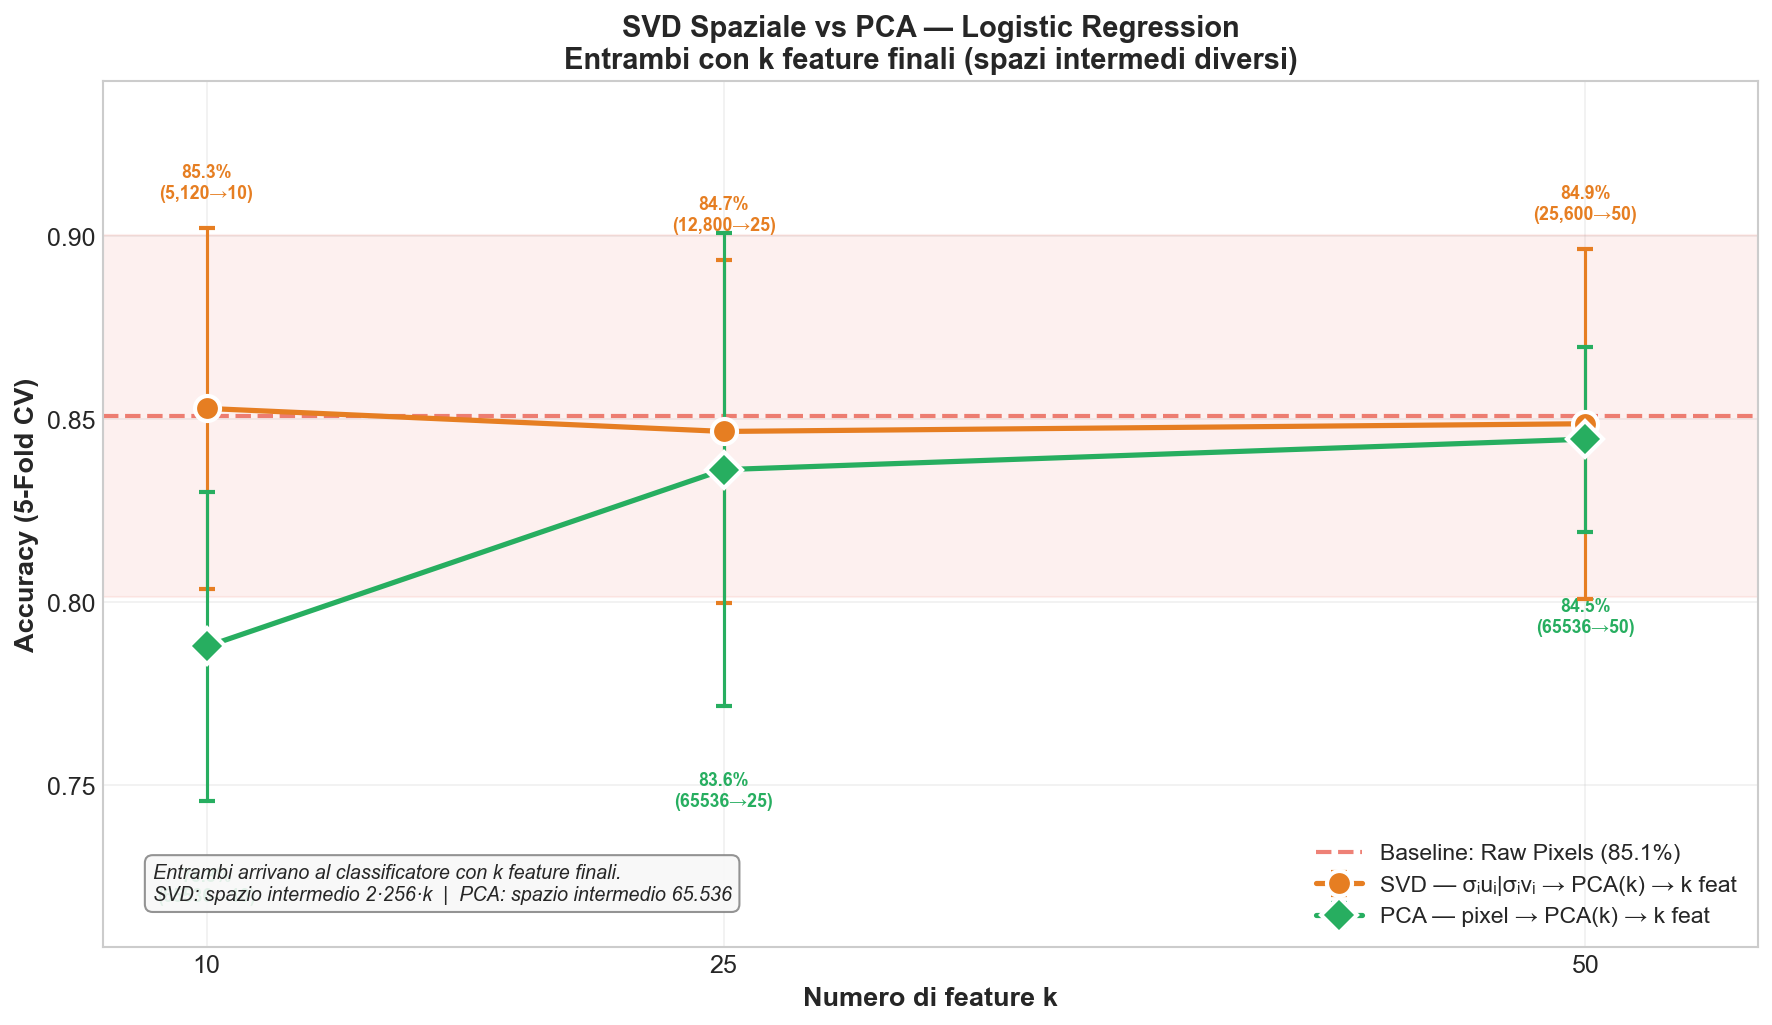 SVD Spaziale vs PCA — Logistic Regression
Entrambi con k feature finali (spazi intermedi diversi)
Accuracy (5-Fold CV)
0.90
0.85
0.80
0.75
85.3%
(5,120→10)
84.7%
(12,800→25)
84.9%
(25,600→50)
84.5%
(65536→50)
83.6%
(65536→25)
Entrambi arrivano al classificatore con k feature finali.
SVD: spazio intermedio 2·256·k | PCA: spazio intermedio 65.536
Baseline: Raw Pixels (85.1%)
SVD — σᵢuᵢ|σᵢvᵢ → PCA(k) → k feat
PCA — pixel → PCA(k) → k feat
10
25
50
Numero di feature k